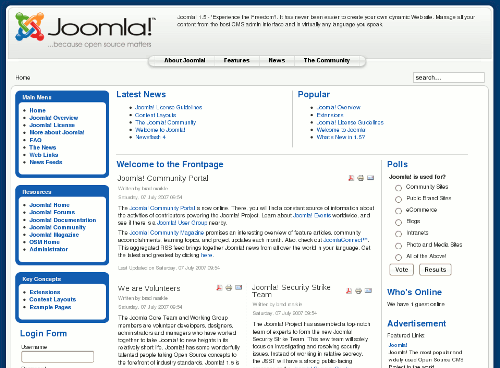 Joomla!™
...because open source matters
Joomla! 1.5 - 'Experience the Freedom!'. It has never been easier to create your own dynamic Web site. Manage all your
content from the best CMS admin interface and in virtually any language you speak.
About Joomla!
Features
News
The Community
Home
search...
Main Menu
Home
Joomla! Overview
Joomla! License
More about Joomla!
FAQ
The News
Web Links
News Feeds
Resources
Joomla! Home
Joomla! Forums
Joomla! Documentation
Joomla! Community
Joomla! Magazine
OSM Home
Administrator
Key Concepts
Extensions
Content Layouts
Example Pages
Login Form
Username
Password
Latest News
Joomla! License Guidelines
Content Layouts
The Joomla! Community
Welcome to Joomla!
Newsflash 4
Popular
Joomla! Overview
Extensions
Joomla! License Guidelines
Welcome to Joomla!
What's New in 1.5?
Welcome to the Frontpage
Joomla! Community Portal
Written by
Saturday, 07 July 2007 09:54
The Joomla! Community Portal is now online. There, you will find a constant source of information about
the activities of contributors powering the Joomla! Project. Learn about Joomla! Events worldwide, and
see if there is a Joomla! User Group nearby.
The Joomla! Community Magazine promises an interesting overview of feature articles, community
accomplishments, learning topics, and project updates each month. Also, check out JoomlaConnect™.
This aggregated RSS feed brings together Joomla! news from all over the world in your language. Get
the latest and greatest by clicking here.
Last Updated on Saturday, 07 July 2007 09:54
We are Volunteers
Written by
Saturday, 07 July 2007 09:54
The Joomla Core Team and Working Group
members are volunteer developers, designers,
administrators and managers who have worked
together to take Joomla! to new heights in its
relatively short life. Joomla! has some wonderfully
talented people taking Open Source concepts to
the forefront of industry standards. Joomla! 1.5 is
Joomla! Security Strike
Team
Written by
Saturday, 07 July 2007 09:54
The Joomla! Project has assembled a top-notch
team of experts to form the new Joomla!
Security Strike Team. This new team will solely
focus on investigating and resolving security
issues. Instead of working in relative secrecy,
the JSST will have a strong public-facing
Polls
Joomla! is used for?
Community Sites
Public Brand Sites
eCommerce
Blogs
Intranets
Photo and Media Sites
All of the Above!
Vote
Results
Who's Online
We have 1 guest online
Advertisement
Featured Links:
Joomla!
Joomla! The most popular and
widely used Open Source CMS
Project in the world.